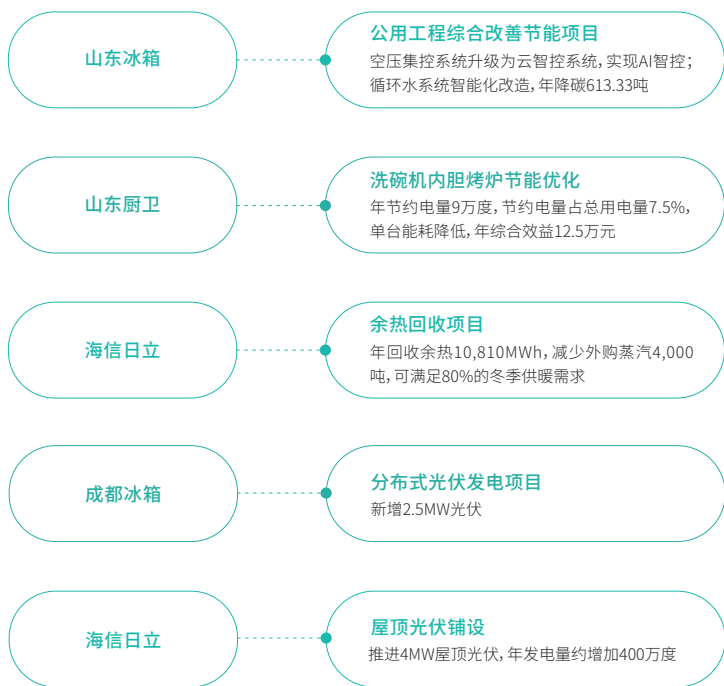 山东冰箱
公用工程综合改善节能项目
空压集控系统升级为云智控系统，实现AI智控；
循环水系统智能化改造，年降碳613.33吨
山东厨卫
洗碗机内胆烤炉节能优化
年节约电量9万度，节约电量占总用电量7.5%，
单台能耗降低，年综合效益12.5万元
海信日立
余热回收项目
年回收余热10,810MWh，减少外购蒸汽4,000
吨，可满足80%的冬季供暖需求
成都冰箱
分布式光伏发电项目
新增2.5MW光伏
海信日立
屋顶光伏铺设
推进4MW屋顶光伏，年发电量约增加400万度